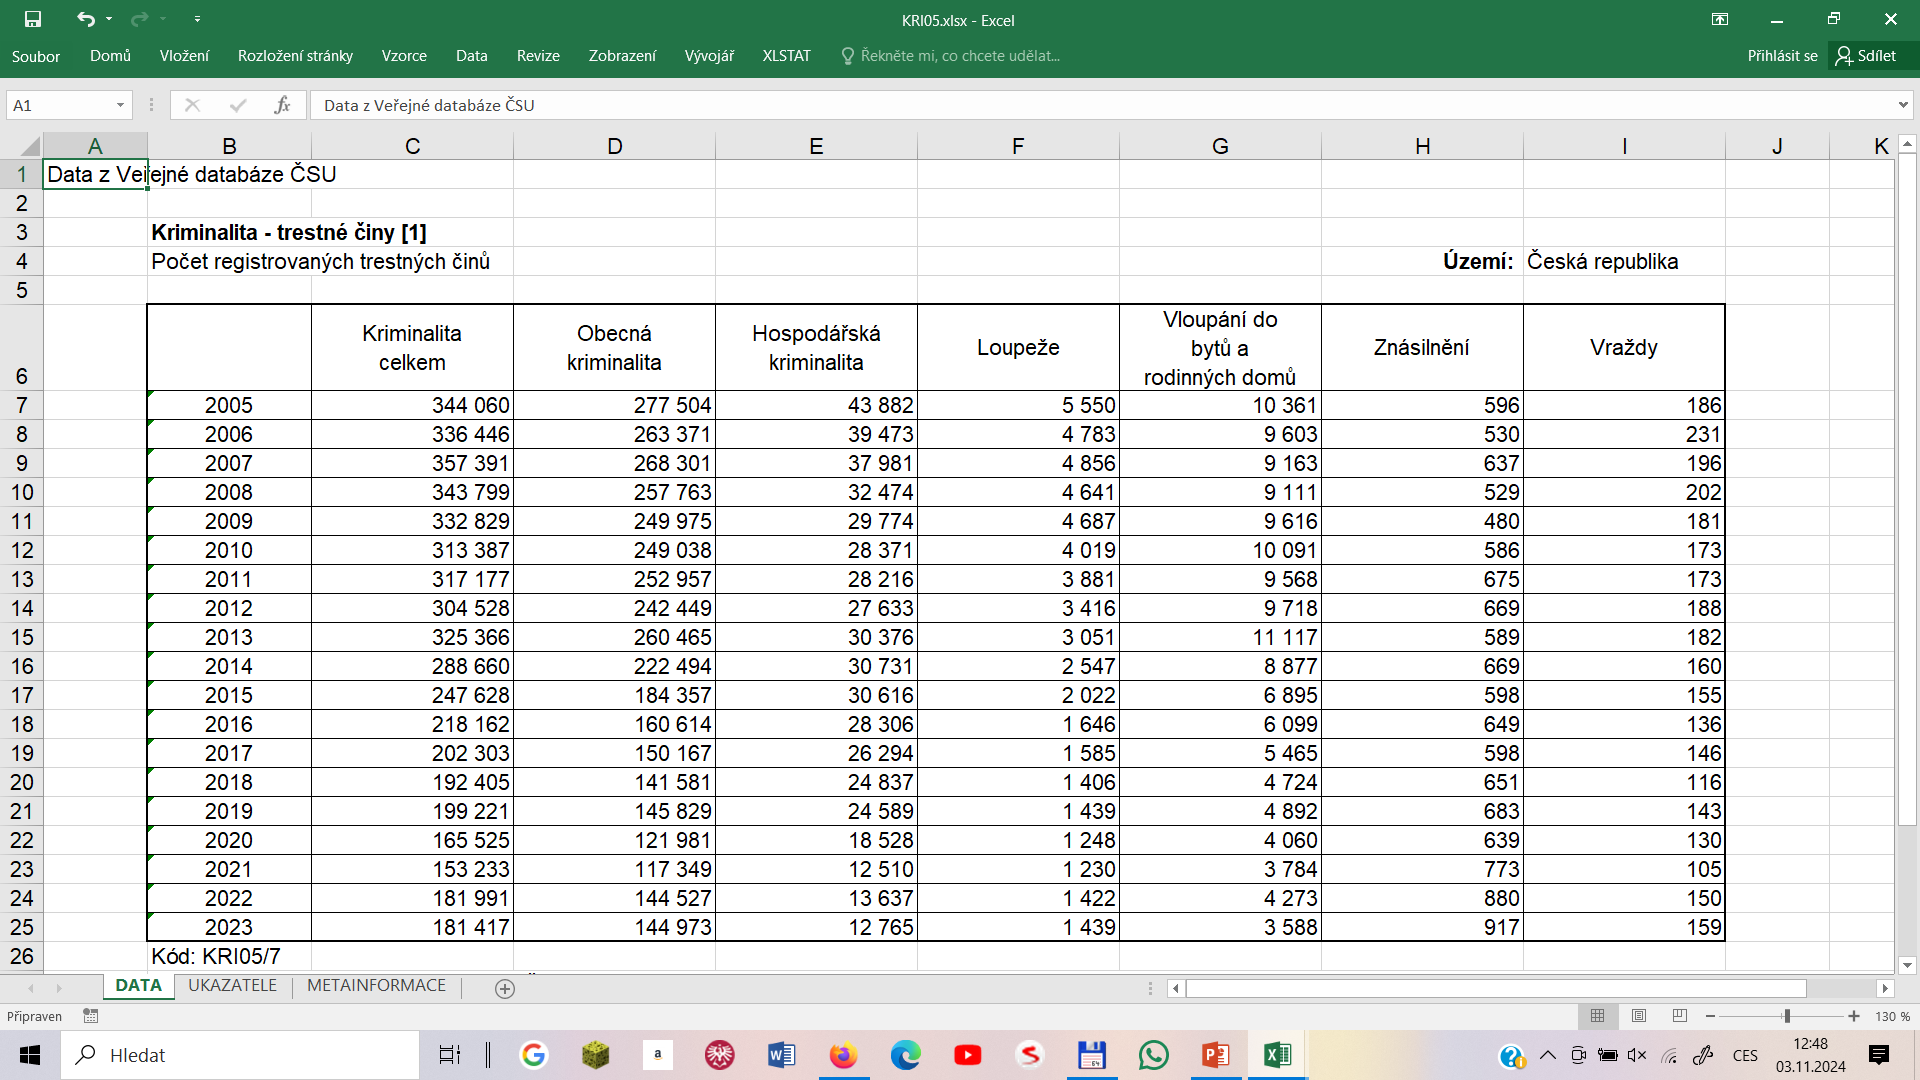 KRI05.xlsx - Excel
Soubor Domů Vložení Rozložení stránky Vzorce Data Revize Zobrazení Vývojář XLSTAT Řekněte mi, co chcete udělat... Přihlásit se Sdílet
A1 fx Data z Veřejné databáze ČSU
A B C D E F G H I J K
1 Data z Veřejné databáze ČSU
2
3 Kriminalita - trestné činy [1]
4 Počet registrovaných trestných činů Území: Česká republika
5
6 Kriminalita celkem Obecná kriminalita Hospodářská kriminalita Loupeže Vloupání do bytů a rodinných domů Znásilnění Vraždy
7 2005 344 060 277 504 43 882 5 550 10 361 596 186
8 2006 336 446 263 371 39 473 4 783 9 603 530 231
9 2007 357 391 268 301 37 981 4 856 9 163 637 196
10 2008 343 799 257 763 32 474 4 641 9 111 529 202
11 2009 332 829 249 975 29 774 4 687 9 616 480 181
12 2010 313 387 249 038 28 371 4 019 10 091 586 173
13 2011 317 177 252 957 28 216 3 881 9 568 675 173
14 2012 304 528 242 449 27 633 3 416 9 718 669 188
15 2013 325 366 260 465 30 376 3 051 11 117 589 182
16 2014 288 660 222 494 30 731 2 547 8 877 669 160
17 2015 247 628 184 357 30 616 2 022 6 895 598 155
18 2016 218 162 160 614 28 306 1 646 6 099 649 136
19 2017 202 303 150 167 26 294 1 585 5 465 598 146
20 2018 192 405 141 581 24 837 1 406 4 724 651 116
21 2019 199 221 145 829 24 589 1 439 4 892 683 143
22 2020 165 525 121 981 18 528 1 248 4 060 639 130
23 2021 153 233 117 349 12 510 1 230 3 784 773 105
24 2022 181 991 144 527 13 637 1 422 4 273 880 150
25 2023 181 417 144 973 12 765 1 439 3 588 917 159
26 Kód: KRI05/7
DATA UKAZATELE METAINFORMACE
Připraven 130 %
Hledat CES 12:48
03.11.2024